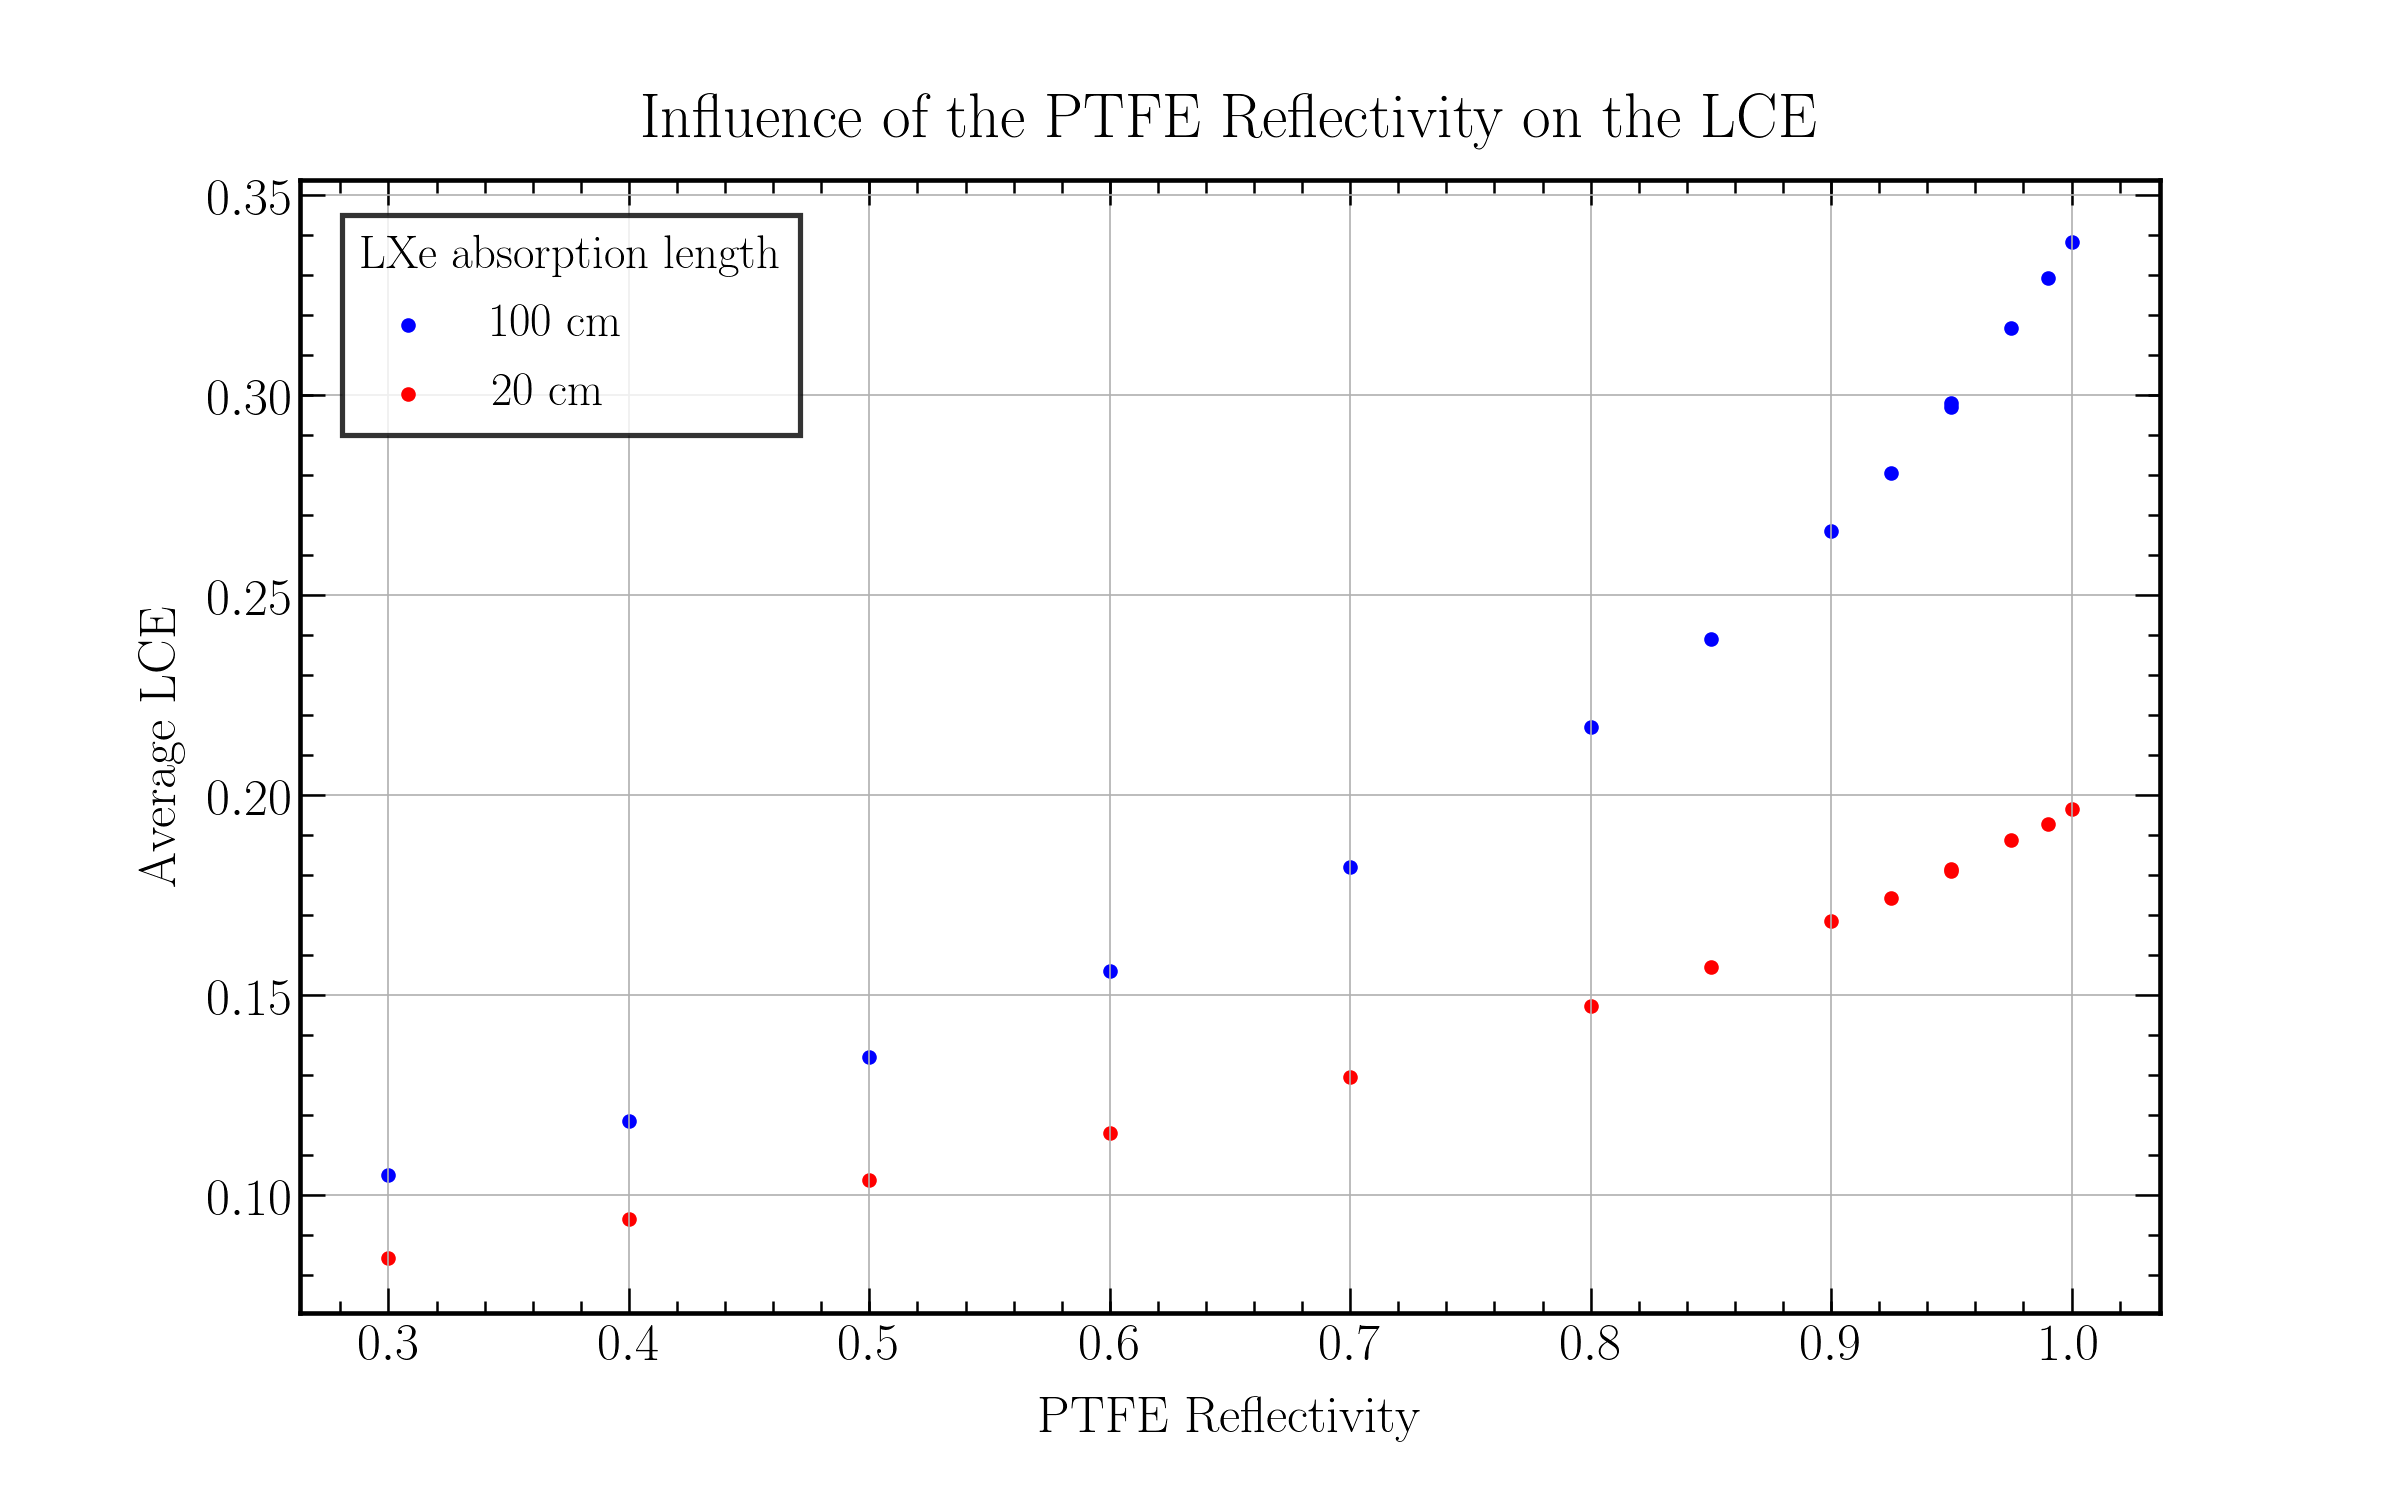 Influence of the PTFE Reflectivity on the LCE
0.35
0.30
0.25
0.20
0.15
0.10
Average LCE
LXe absorption length
100 cm
20 cm
0.3 0.4 0.5 0.6 0.7 0.8 0.9 1.0
PTFE Reflectivity